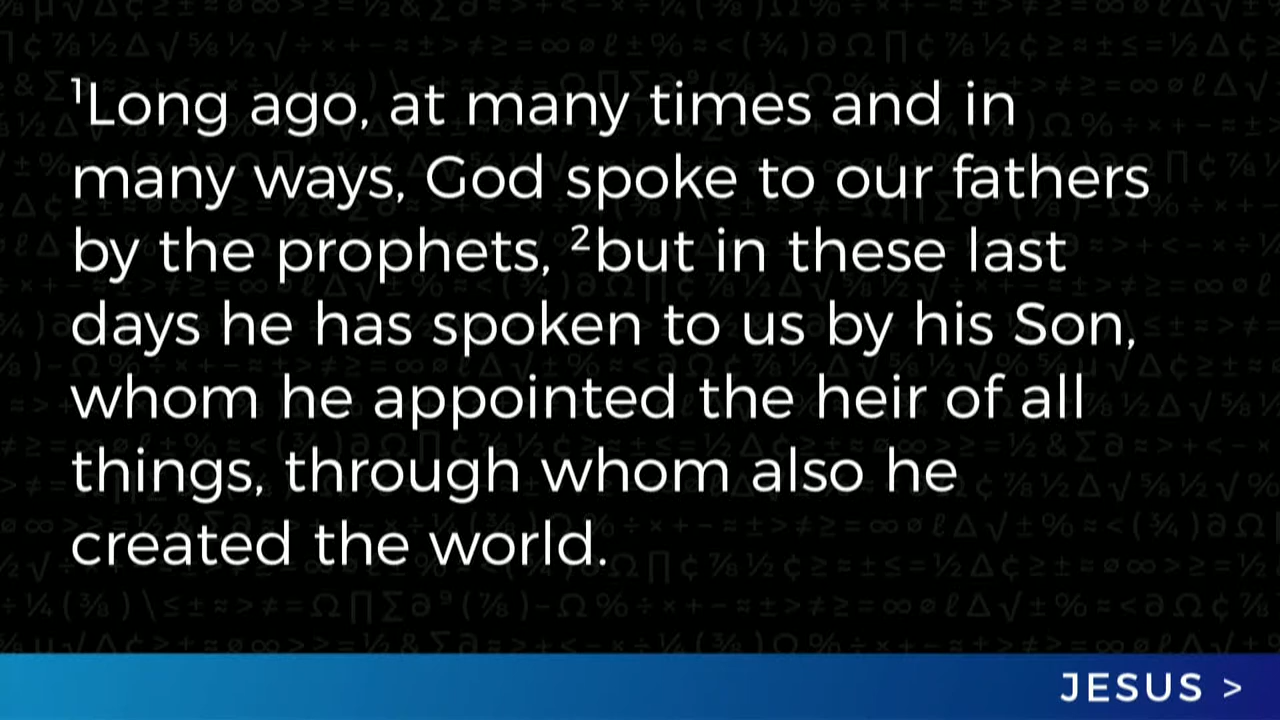 ¹Long ago, at many times and in
many ways, God spoke to our fathers
by the prophets, ²but in these last
days he has spoken to us by his Son,
whom he appointed the heir of all
things, through whom also he
created the world.
JESUS >